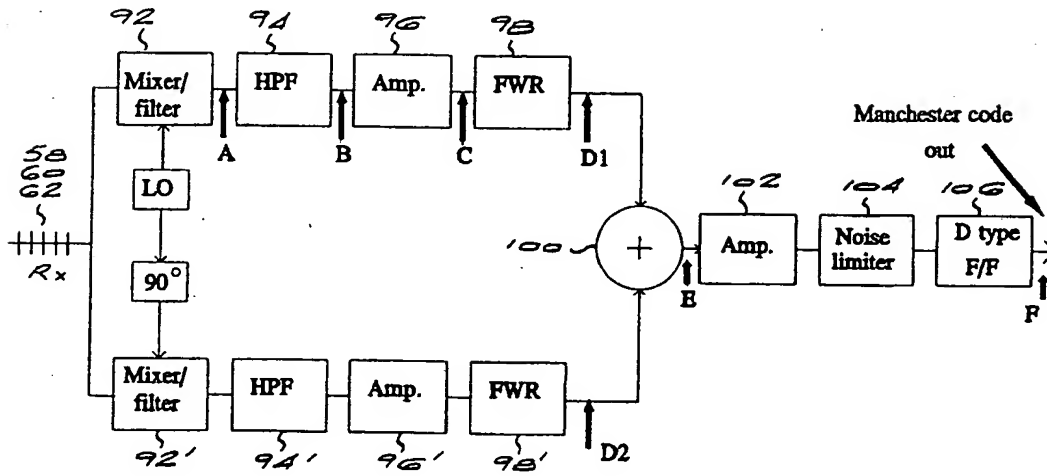 92
94
96
98
Mixer/
filter
HPF
Amp.
FWR
A
B
C
D1
Manchester code
out
58
60
62
Rx
LO
90°
100
+
E
102
104
106
Amp.
Noise
limiter
D type
F/F
F
Mixer/
filter
HPF
Amp.
FWR
D2
92'
94'
96'
98'